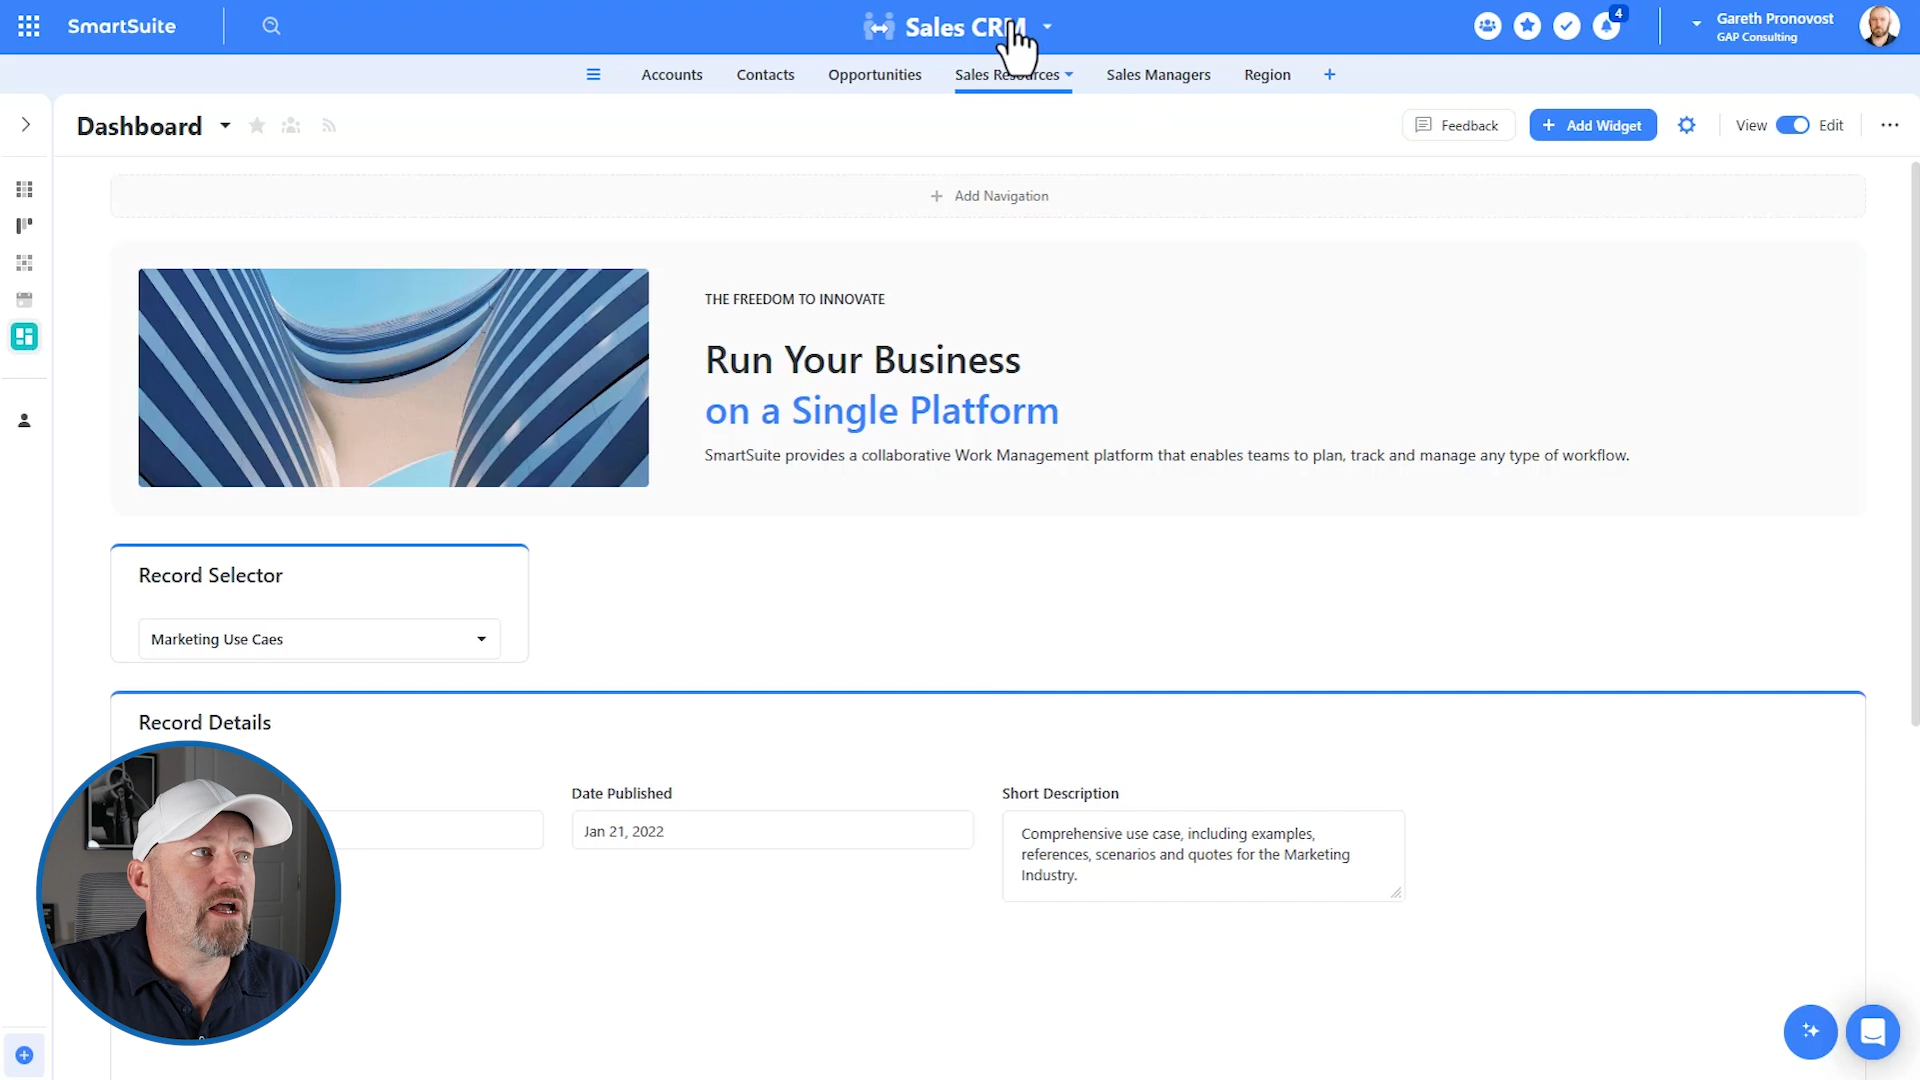 SmartSuite
Sales CRM
4
Gareth Pronovost
GAP Consulting
Accounts
Contacts
Opportunities
Sales Resources
Sales Managers
Region
Dashboard
Feedback
Add Widget
View
Edit
Add Navigation
THE FREEDOM TO INNOVATE
Run Your Business
on a Single Platform
SmartSuite provides a collaborative Work Management platform that enables teams to plan, track and manage any type of workflow.
Record Selector
Marketing Use Caes
Record Details
Date Published
Jan 21, 2022
Short Description
Comprehensive use case, including examples,
references, scenarios and quotes for the Marketing
Industry.